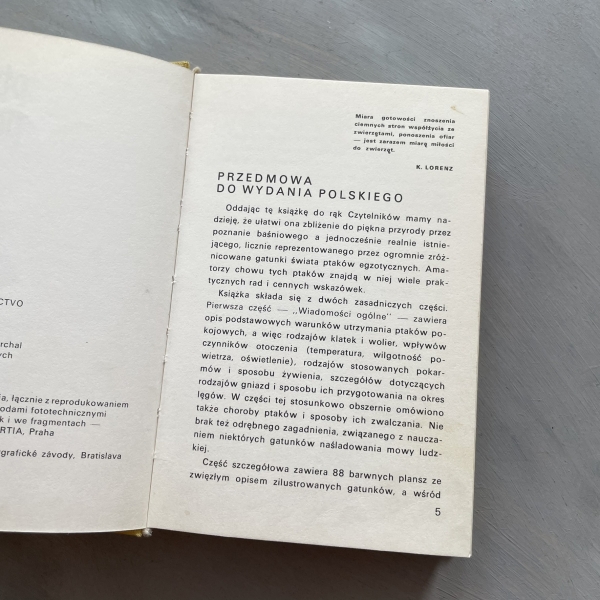 CTWO
rchal
ych
a, łącznie z reprodukowaniem
odami fototechnicznymi
k i we fragmentach —
RTIA, Praha
grafické závody, Bratislava
Miara gotowości znoszenia
ciemnych stron współżycia ze
zwierzętami, ponoszenia ofiar
— jest zarazem miarą miłości
do zwierząt.
K. LORENZ
PRZEDMOWA
DO WYDANIA POLSKIEGO
Oddając tę książkę do rąk Czytelników mamy na-
dzieję, że ułatwi ona zbliżenie do piękna przyrody przez
poznanie baśniowego a jednocześnie realnie istnie-
jącego, licznie reprezentowanego przez ogromnie zróż-
nicowane gatunki świata ptaków egzotycznych. Ama-
torzy chowu tych ptaków znajdą w niej wiele prak-
tycznych rad i cennych wskazówek.
Książka składa się z dwóch zasadniczych części.
Pierwsza część — „Wiadomości ogólne" — zawiera
opis podstawowych warunków utrzymania ptaków po-
kojowych, a więc rodzajów klatek i wolier, wpływów
czynników otoczenia (temperatura, wilgotność po-
wietrza, oświetlenie), rodzajów stosowanych pokar-
mów i sposobu żywienia, szczegółów dotyczących
rodzajów gniazd i sposobu ich przygotowania na okres
lęgów. W części tej stosunkowo obszernie omówiono
także choroby ptaków i sposoby ich zwalczania. Nie
brak też odrębnego zagadnienia, związanego z naucza-
niem niektórych gatunków naśladowania mowy ludz-
kiej.
Część szczegółowa zawiera 88 barwnych plansz ze
zwięzłym opisem zilustrowanych gatunków, a wśród
5